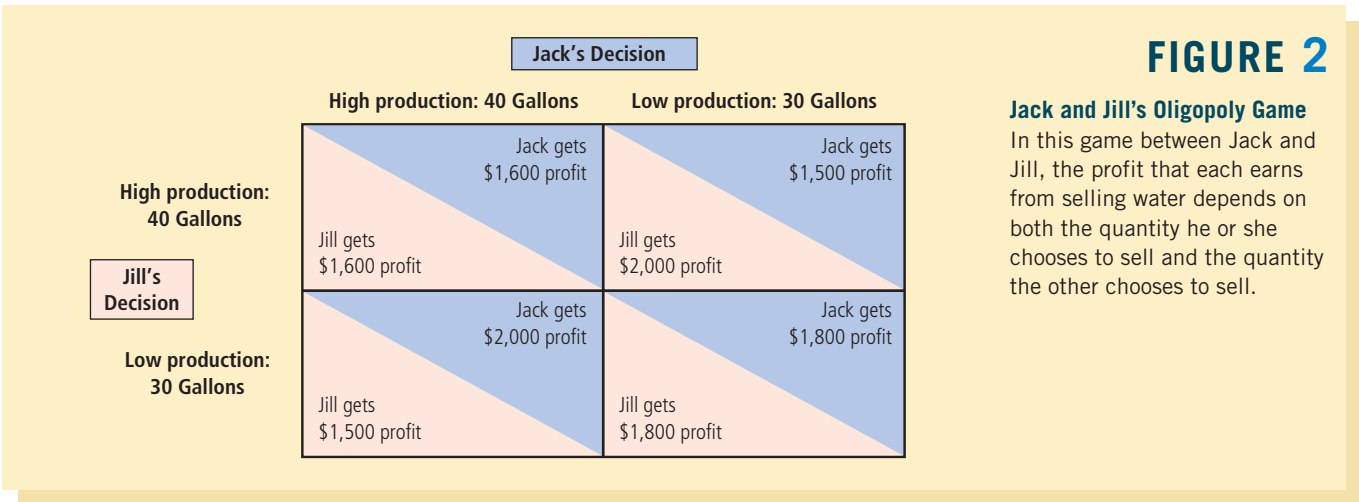 Jack's Decision
High production: 40 Gallons
Low production: 30 Gallons
High production:
40 Gallons
Jack gets
$1,600 profit
Jill gets
$1,600 profit
Jack gets
$1,500 profit
Jill gets
$2,000 profit
Jill's
Decision
Low production:
30 Gallons
Jack gets
$2,000 profit
Jill gets
$1,500 profit
Jack gets
$1,800 profit
Jill gets
$1,800 profit
FIGURE 2
Jack and Jill's Oligopoly Game
In this game between Jack and
Jill, the profit that each earns
from selling water depends on
both the quantity he or she
chooses to sell and the quantity
the other chooses to sell.